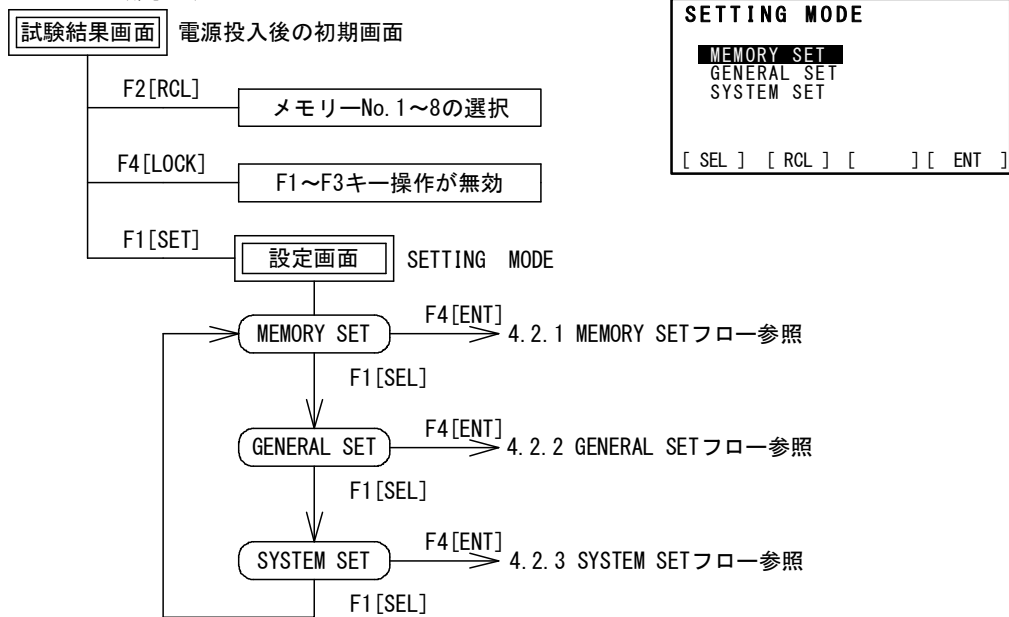 試験結果画面 電源投入後の初期画面
F2[RCL]
メモリーNo.1～8の選択
F4[LOCK]
F1～F3キー操作が無効
F1[SET]
設定画面 SETTING MODE
MEMORY SET
F4[ENT]
4.2.1 MEMORY SETフロー参照
F1[SEL]
GENERAL SET
F4[ENT]
4.2.2 GENERAL SETフロー参照
F1[SEL]
SYSTEM SET
F4[ENT]
4.2.3 SYSTEM SETフロー参照
F1[SEL]
SETTING MODE
MEMORY SET
GENERAL SET
SYSTEM SET
[ SEL ] [ RCL ] [ ] [ ENT ]